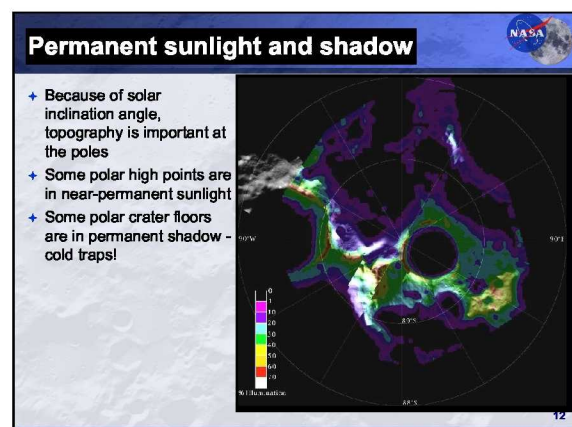 Permanent sunlight and shadow
NASA
Because of solar
inclination angle,
topography is important at
the poles
Some polar high points are
in near-permanent sunlight
Some polar crater floors
are in permanent shadow -
cold traps!
90°W
90°E
0
1
10
20
30
40
50
60
70
% Illumination
89°S
88°S
12